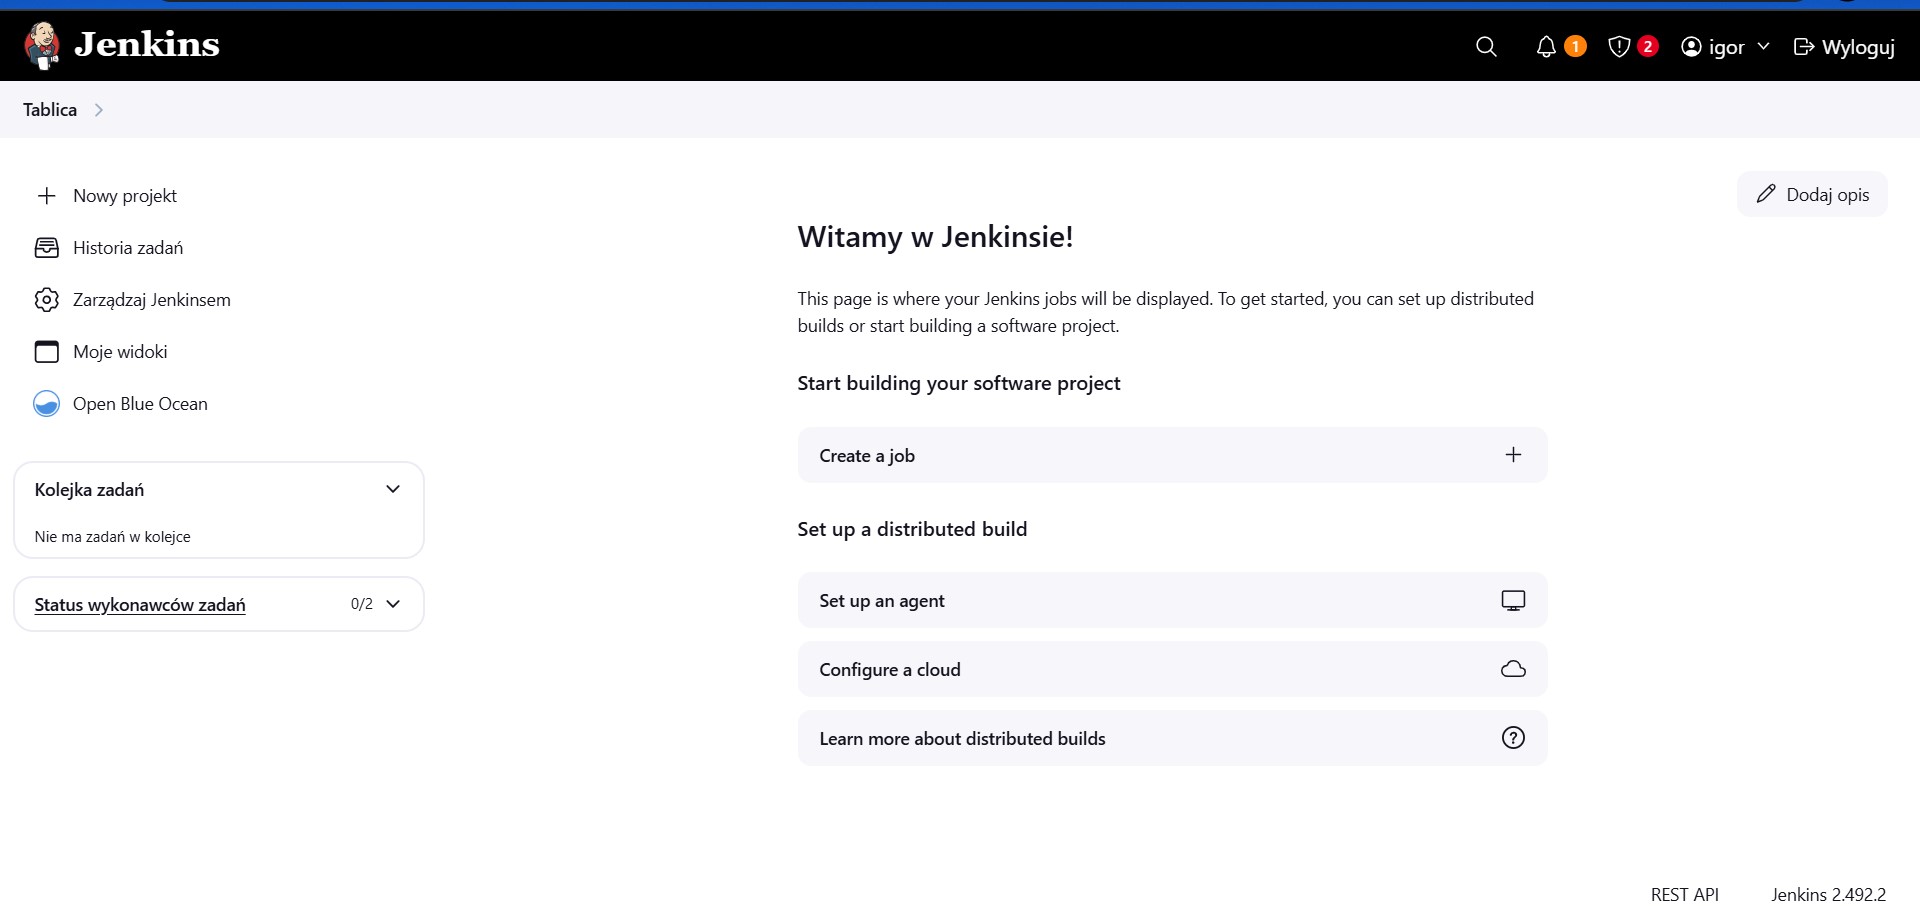 Jenkins
1
2
igor
Wyloguj
Tablica
Nowy projekt
Historia zadań
Zarządzaj Jenkinsem
Moje widoki
Open Blue Ocean
Kolejka zadań
Nie ma zadań w kolejce
Status wykonawców zadań
0/2
Dodaj opis
Witamy w Jenkinsie!
This page is where your Jenkins jobs will be displayed. To get started, you can set up distributed
builds or start building a software project.
Start building your software project
Create a job
Set up a distributed build
Set up an agent
Configure a cloud
Learn more about distributed builds
REST API
Jenkins 2.492.2